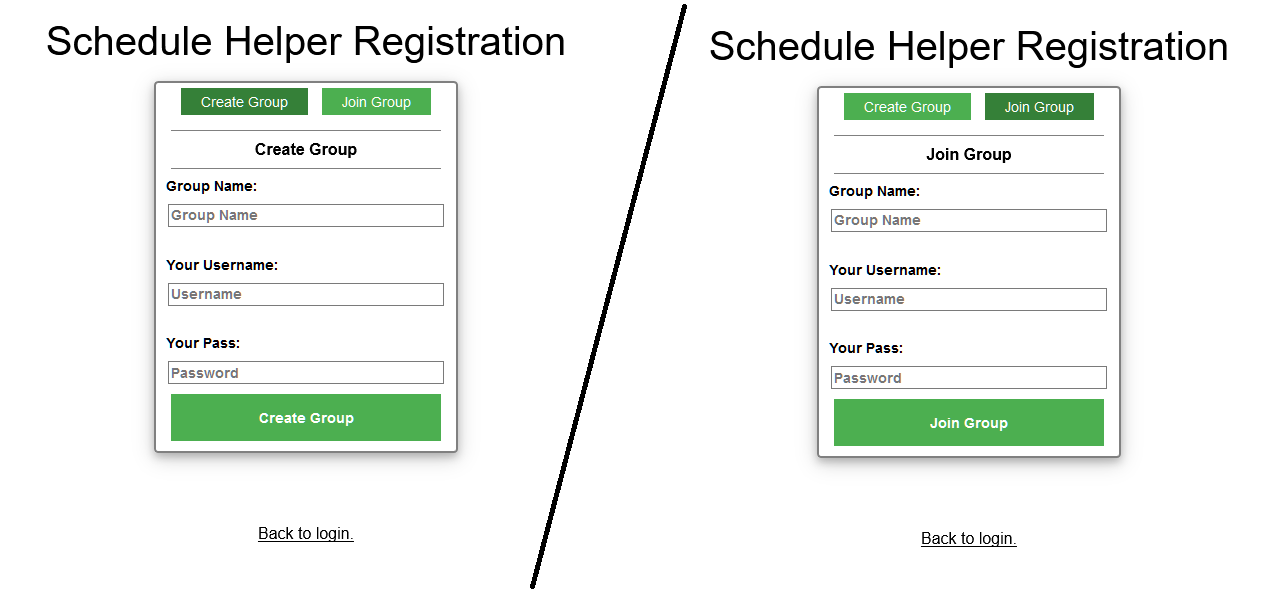 Schedule Helper Registration
Create Group Join Group
Create Group
Group Name:
Group Name
Your Username:
Username
Your Pass:
Password
Create Group
Back to login.
Schedule Helper Registration
Create Group Join Group
Join Group
Group Name:
Group Name
Your Username:
Username
Your Pass:
Password
Join Group
Back to login.